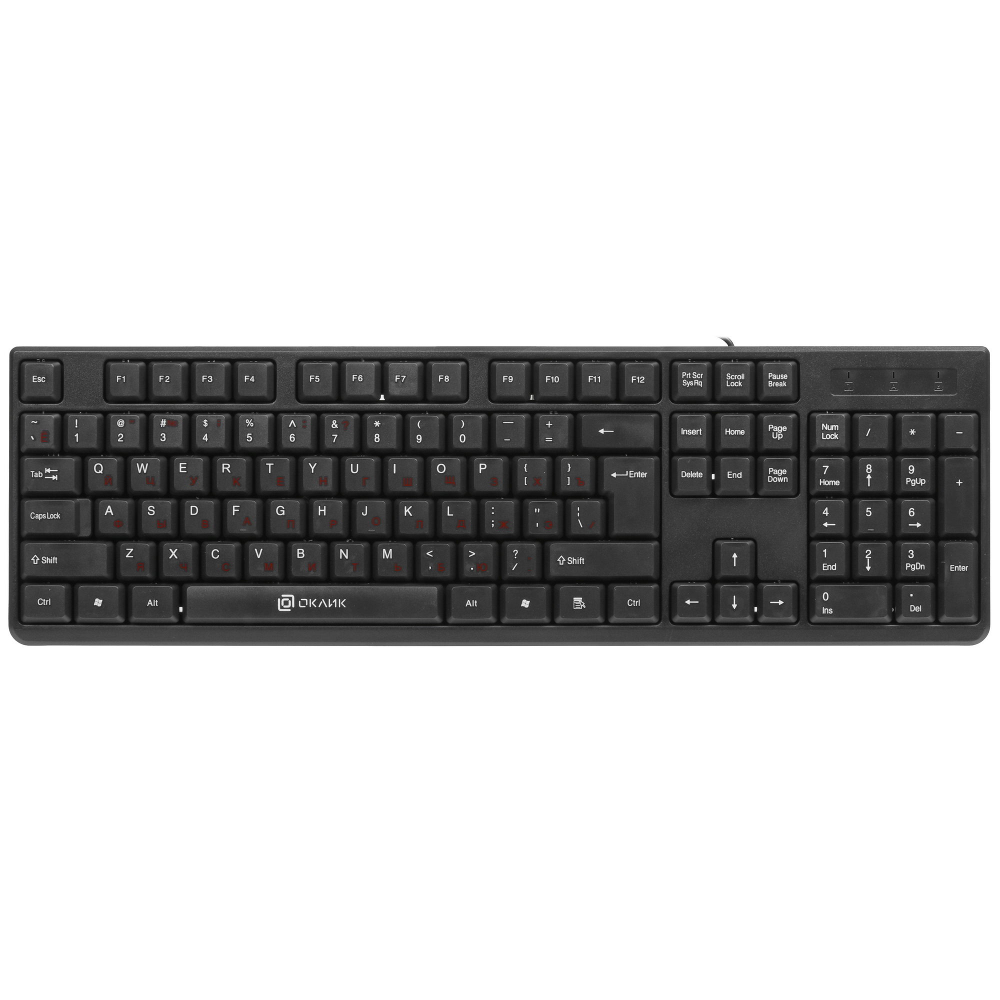 Esc F1 F2 F3 F4 F5 F6 F7 F8 F9 F10 F11 F12 Prt Scr Scroll Pause
SysRq Lock Break
~ ! @ " # № $ ; % ^ : & ? * ( ) — +
` Ё 1 2 3 4 5 6 7 8 9 0 – = ← Insert Home Page Up Num Lock / * −
Tab Q W E R T Y U I O P { } ← Enter Delete End Page Down 7 8 9
Й Ц У К Е Н Г Ш Щ З [ Х ] Ъ Home ↑ PgUp +
Caps Lock A S D F G H J K L : " ¦ 4 5 6
Ф Ы В А П Р О Л Д ; Ж ' Э \ / ← →
⇧ Shift Z X C V B N M < > ? ⇧ Shift ↑ 1 2 3
Я Ч С М И Т Ь , Б . Ю / End ↓ PgDn Enter
Ctrl Alt ОКЛИК Alt Ctrl ← ↓ → 0 .
Ins Del